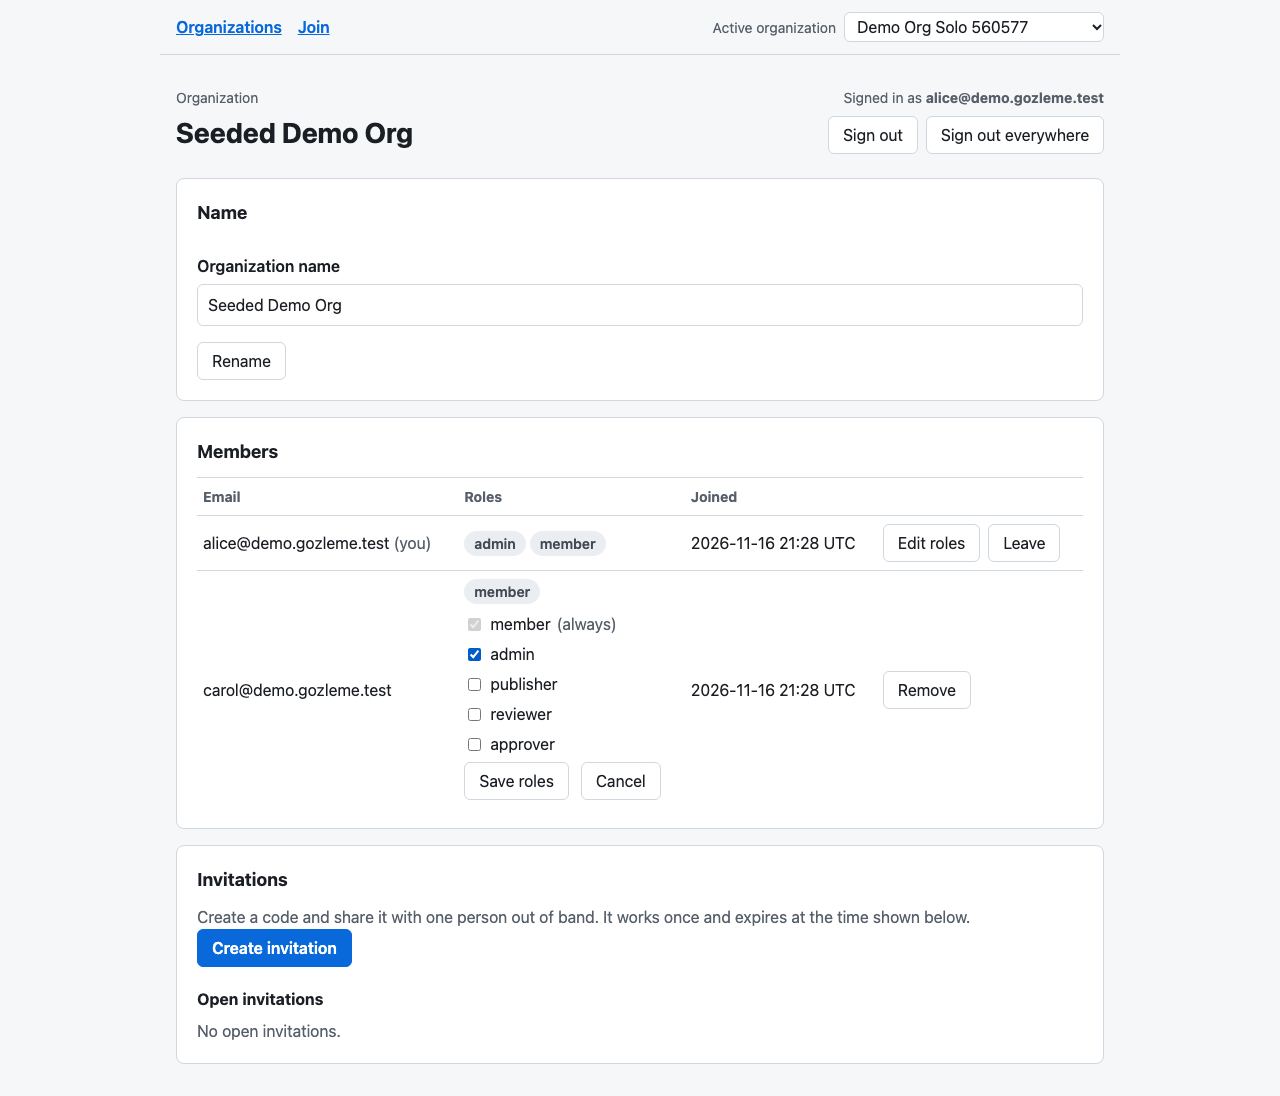 Organizations Join Active organization Demo Org Solo 560577
Organization
Signed in as alice@demo.gozleme.test
Seeded Demo Org
Sign out Sign out everywhere
Name
Organization name
Seeded Demo Org
Rename
Members
Email Roles Joined
alice@demo.gozleme.test (you) admin member 2026-11-16 21:28 UTC Edit roles Leave
member
member (always)
admin
publisher
carol@demo.gozleme.test 2026-11-16 21:28 UTC Remove
reviewer
approver
Save roles Cancel
Invitations
Create a code and share it with one person out of band. It works once and expires at the time shown below.
Create invitation
Open invitations
No open invitations.